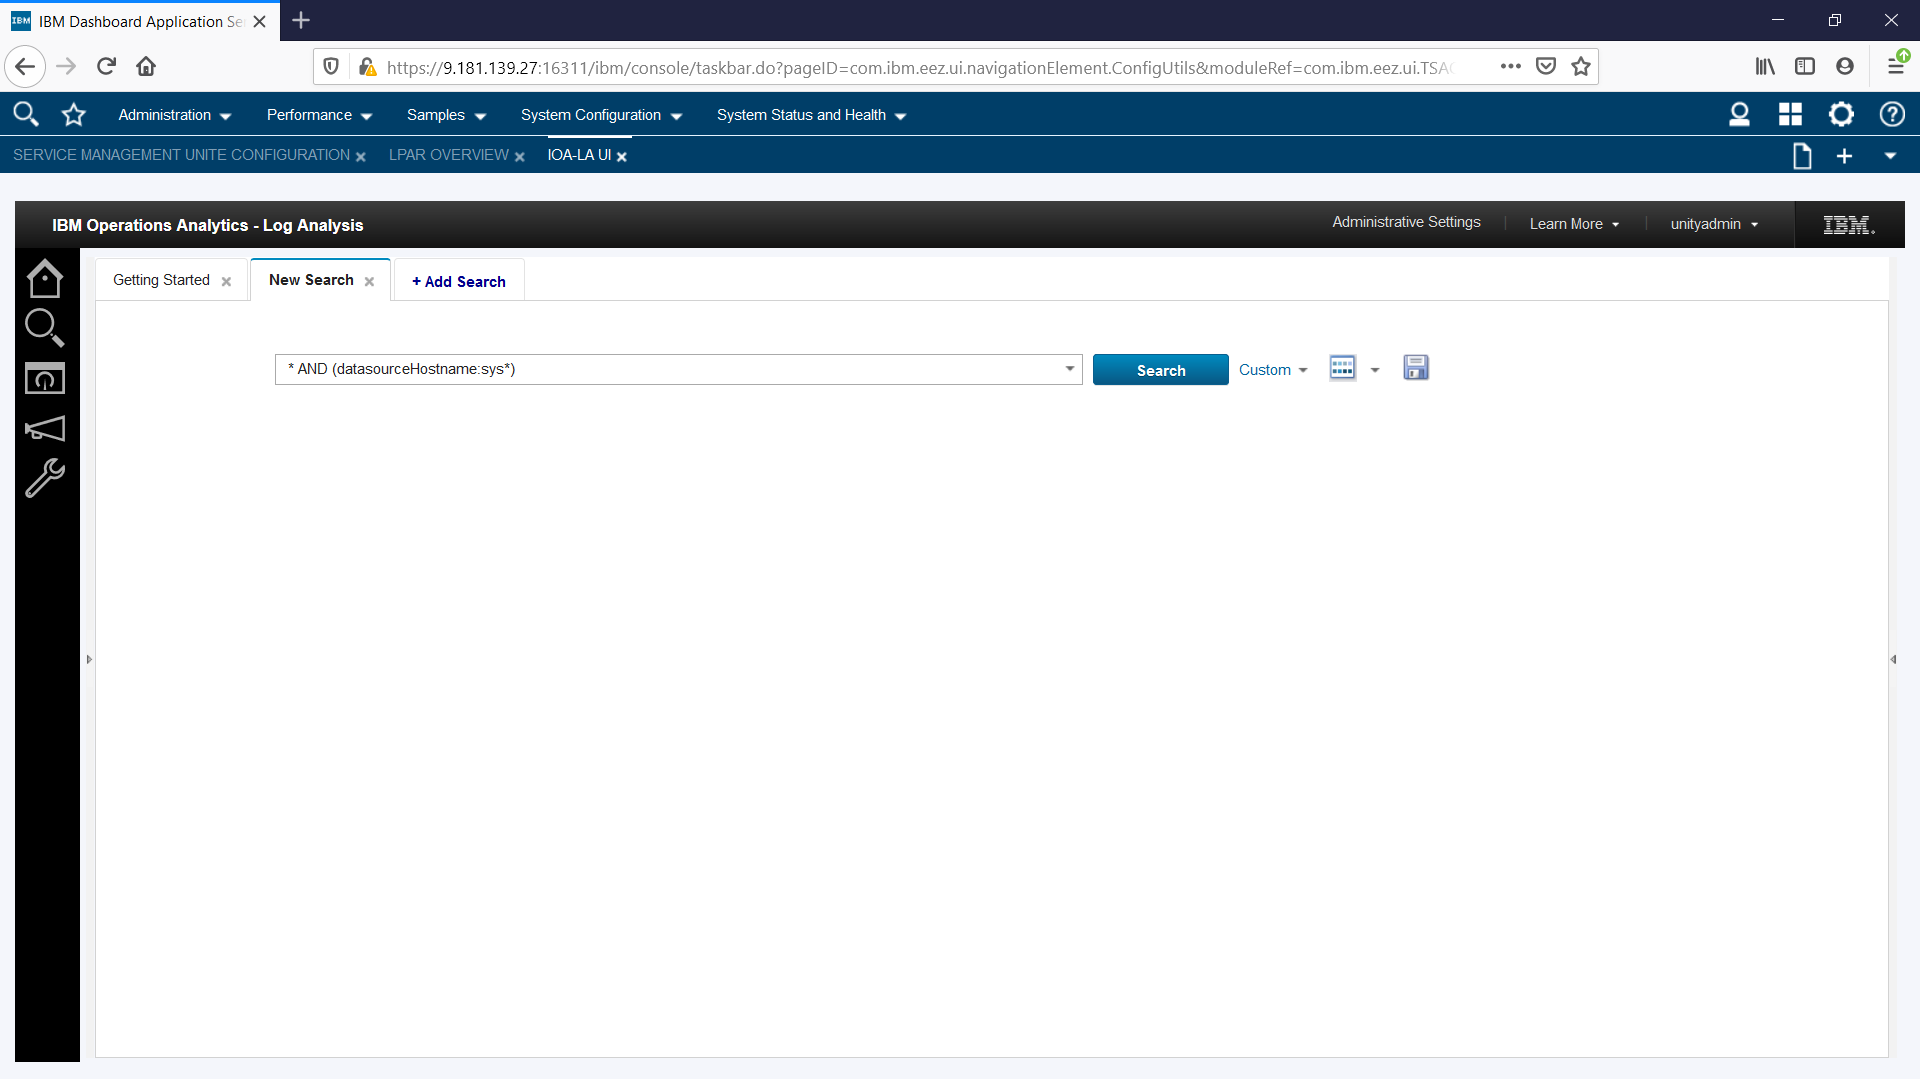 IBM IBM Dashboard Application Se
https://9.181.139.27:16311/ibm/console/taskbar.do?pageID=com.ibm.eez.ui.navigationElement.ConfigUtils&moduleRef=com.ibm.eez.ui.TSA
Administration Performance Samples System Configuration System Status and Health
SERVICE MANAGEMENT UNITE CONFIGURATION LPAR OVERVIEW IOA-LA UI
IBM Operations Analytics - Log Analysis Administrative Settings Learn More unityadmin IBM.
Getting Started New Search + Add Search
* AND (datasourceHostname:sys*) Search Custom